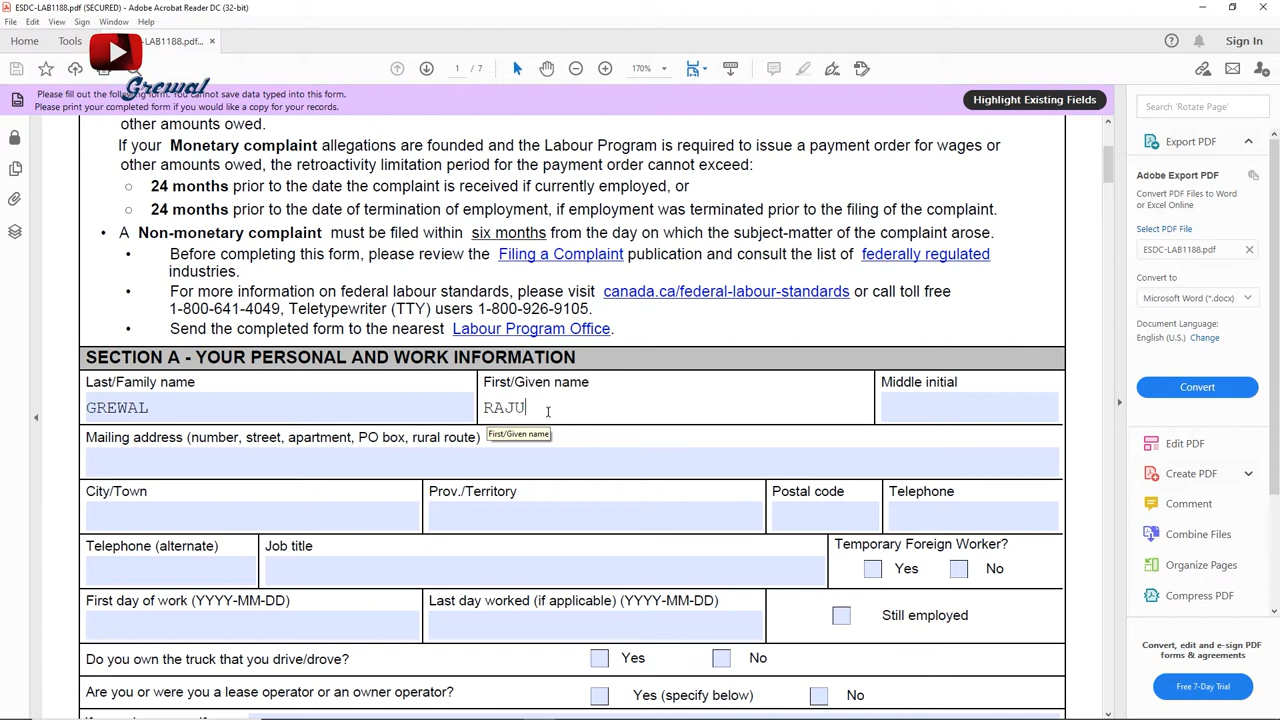 ESDC-LAB1188.pdf (SECURED) - Adobe Acrobat Reader DC (32-bit)
File Edit View Sign Window Help
Home Tools -LAB1188.pdf... ×
Sign In
1 / 7
170%
Grewal
Please fill out the following form. You cannot save data typed into this form.
Please print your completed form if you would like a copy for your records.
Highlight Existing Fields
other amounts owed.
If your Monetary complaint allegations are founded and the Labour Program is required to issue a payment order for wages or
other amounts owed, the retroactivity limitation period for the payment order cannot exceed:
○ 24 months prior to the date the complaint is received if currently employed, or
○ 24 months prior to the date of termination of employment, if employment was terminated prior to the filing of the complaint.
• A Non-monetary complaint must be filed within six months from the day on which the subject-matter of the complaint arose.
• Before completing this form, please review the Filing a Complaint publication and consult the list of federally regulated
industries.
• For more information on federal labour standards, please visit canada.ca/federal-labour-standards or call toll free
1-800-641-4049, Teletypewriter (TTY) users 1-800-926-9105.
• Send the completed form to the nearest Labour Program Office.
SECTION A - YOUR PERSONAL AND WORK INFORMATION
Last/Family name First/Given name Middle initial
GREWAL RAJU
First/Given name
Mailing address (number, street, apartment, PO box, rural route)
City/Town Prov./Territory Postal code Telephone
Telephone (alternate) Job title Temporary Foreign Worker?
Yes No
First day of work (YYYY-MM-DD) Last day worked (if applicable) (YYYY-MM-DD)
Still employed
Do you own the truck that you drive/drove? Yes No
Are you or were you a lease operator or an owner operator? Yes (specify below) No
Search 'Rotate Page'
Export PDF
Adobe Export PDF
Convert PDF Files to Word
or Excel Online
Select PDF File
ESDC-LAB1188.pdf
Convert to
Microsoft Word (*.docx)
Document Language:
English (U.S.) Change
Convert
Edit PDF
Create PDF
Comment
Combine Files
Organize Pages
Compress PDF
Convert, edit and e-sign PDF
forms & agreements
Free 7-Day Trial